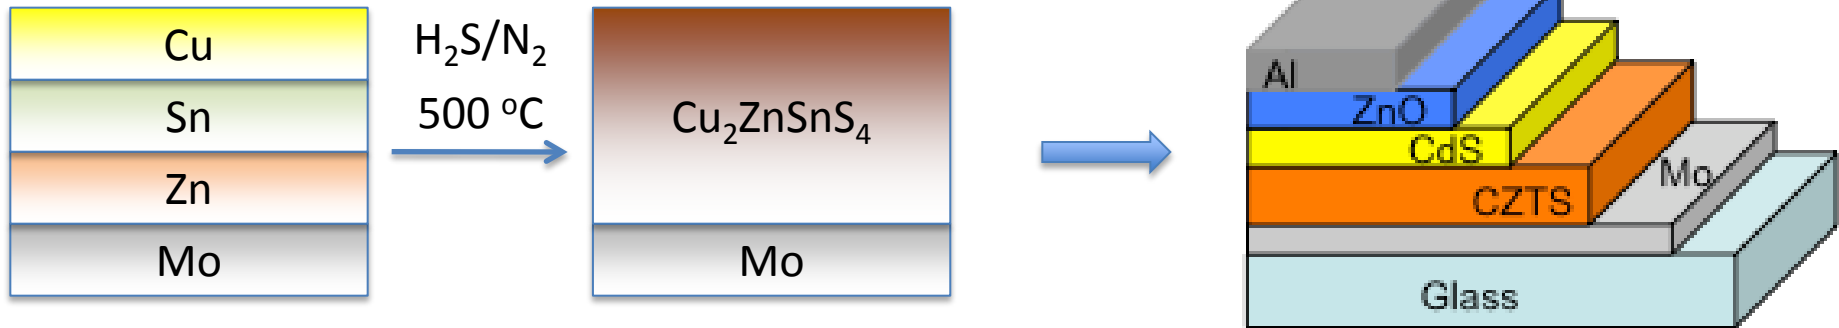 Cu
Sn
Zn
Mo
H₂S/N₂
500 ºC
Cu₂ZnSnS₄
Mo
Al
ZnO
CdS
Mo
CZTS
Glass